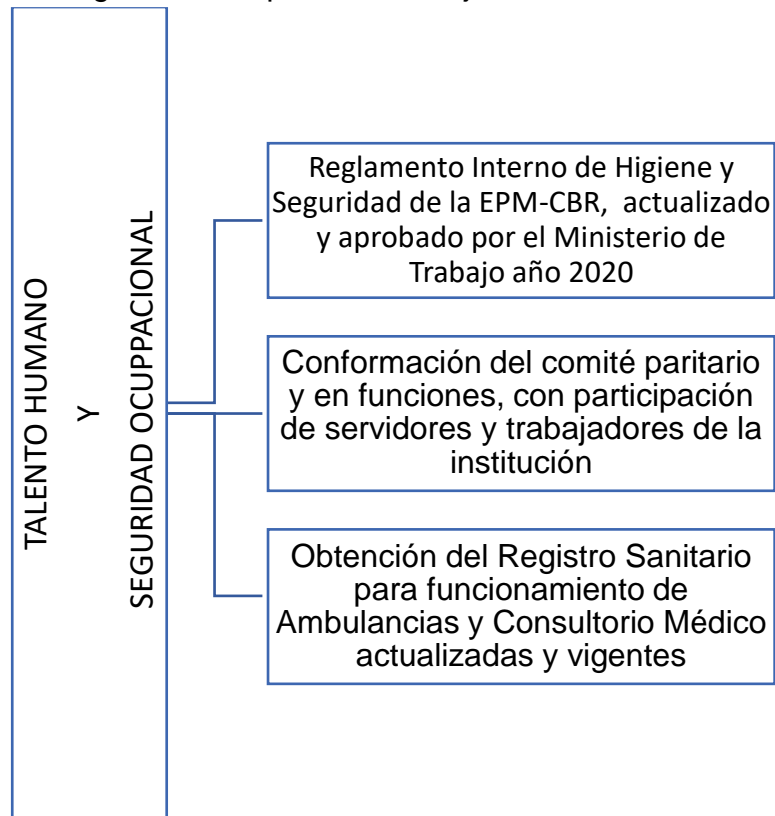 TALENTO HUMANO
Y
SEGURIDAD OCUPPACIONAL
Reglamento Interno de Higiene y
Seguridad de la EPM-CBR, actualizado
y aprobado por el Ministerio de
Trabajo año 2020
Conformación del comité paritario
y en funciones, con participación
de servidores y trabajadores de la
institución
Obtención del Registro Sanitario
para funcionamiento de
Ambulancias y Consultorio Médico
actualizadas y vigentes